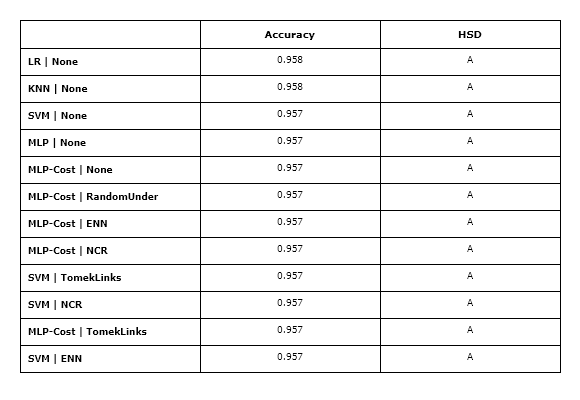 Accuracy HSD
LR | None 0.958 A
KNN | None 0.958 A
SVM | None 0.957 A
MLP | None 0.957 A
MLP-Cost | None 0.957 A
MLP-Cost | RandomUnder 0.957 A
MLP-Cost | ENN 0.957 A
MLP-Cost | NCR 0.957 A
SVM | TomekLinks 0.957 A
SVM | NCR 0.957 A
MLP-Cost | TomekLinks 0.957 A
SVM | ENN 0.957 A